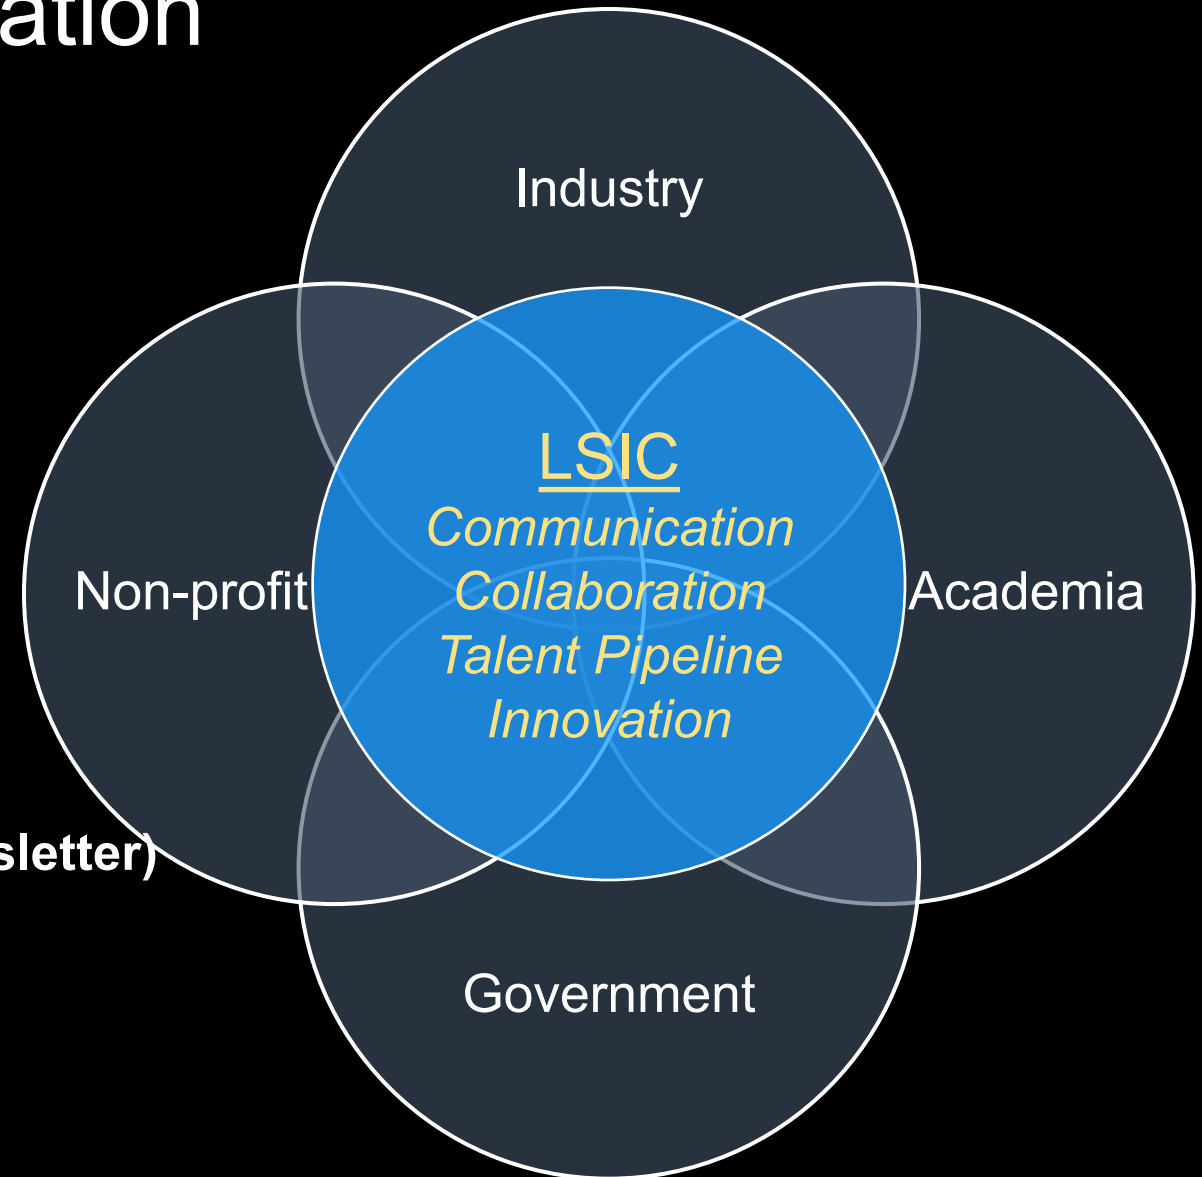 ation
Industry
LSIC
Communication
Non-profit Collaboration Academia
Talent Pipeline
Innovation
sletter)
Government